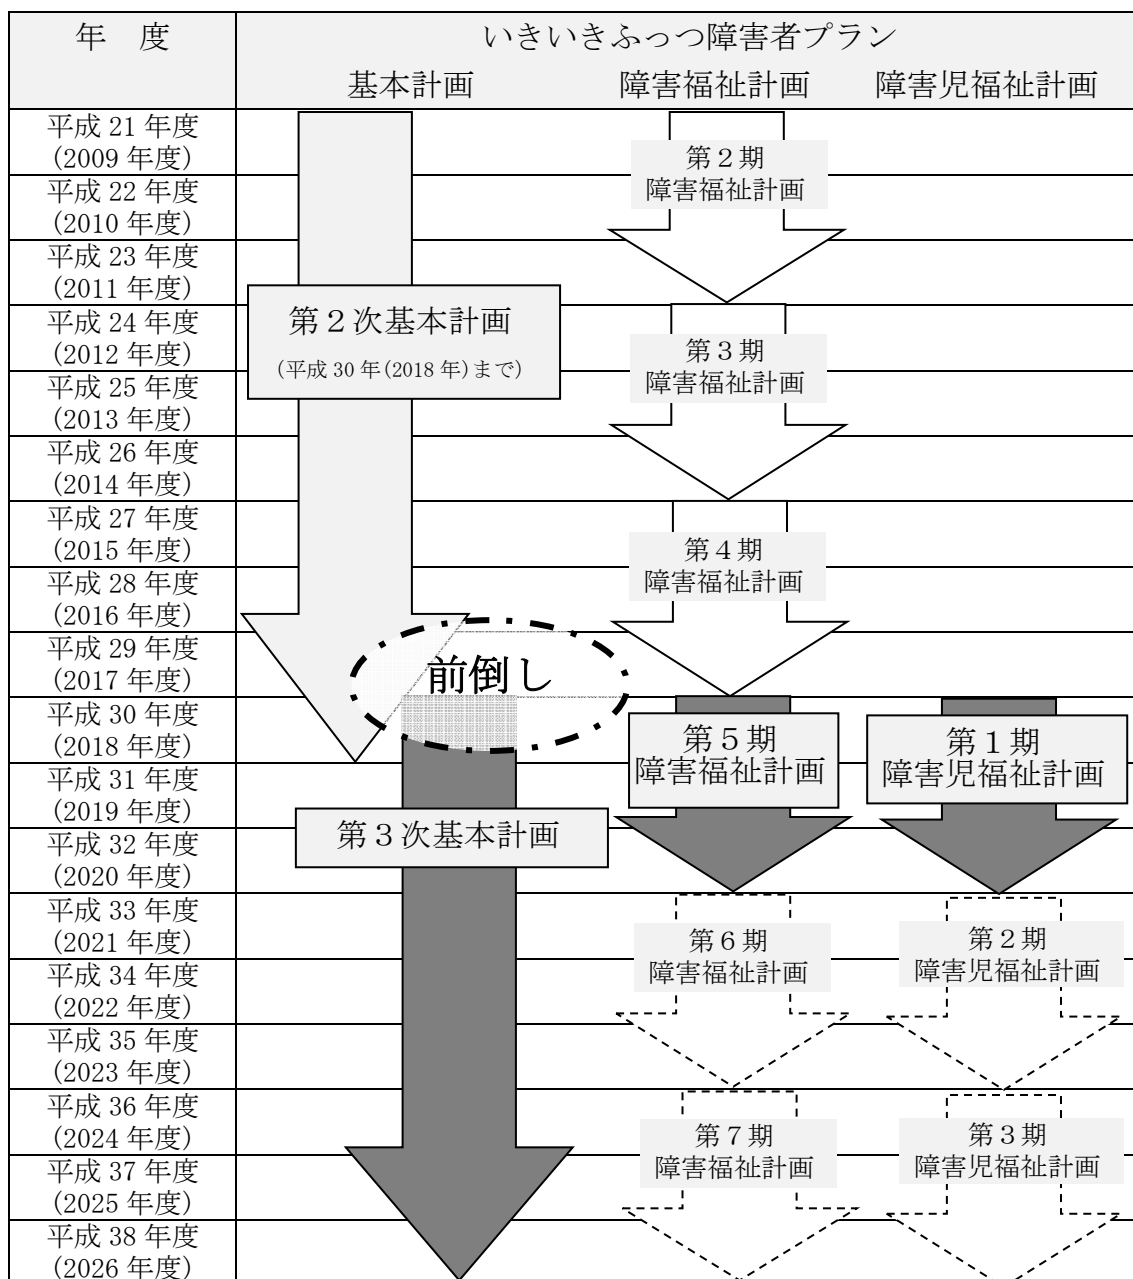 年　度
いきいきふっつ障害者プラン
基本計画
障害福祉計画
障害児福祉計画
平成 21 年度
(2009 年度)
第２期
障害福祉計画
平成 22 年度
(2010 年度)
平成 23 年度
(2011 年度)
第２次基本計画
(平成 30 年(2018 年)まで)
平成 24 年度
(2012 年度)
第３期
障害福祉計画
平成 25 年度
(2013 年度)
平成 26 年度
(2014 年度)
平成 27 年度
(2015 年度)
第４期
障害福祉計画
平成 28 年度
(2016 年度)
平成 29 年度
(2017 年度)
前倒し
平成 30 年度
(2018 年度)
第５期
障害福祉計画
第１期
障害児福祉計画
平成 31 年度
(2019 年度)
第３次基本計画
平成 32 年度
(2020 年度)
平成 33 年度
(2021 年度)
第６期
障害福祉計画
第２期
障害児福祉計画
平成 34 年度
(2022 年度)
平成 35 年度
(2023 年度)
平成 36 年度
(2024 年度)
第７期
障害福祉計画
第３期
障害児福祉計画
平成 37 年度
(2025 年度)
平成 38 年度
(2026 年度)